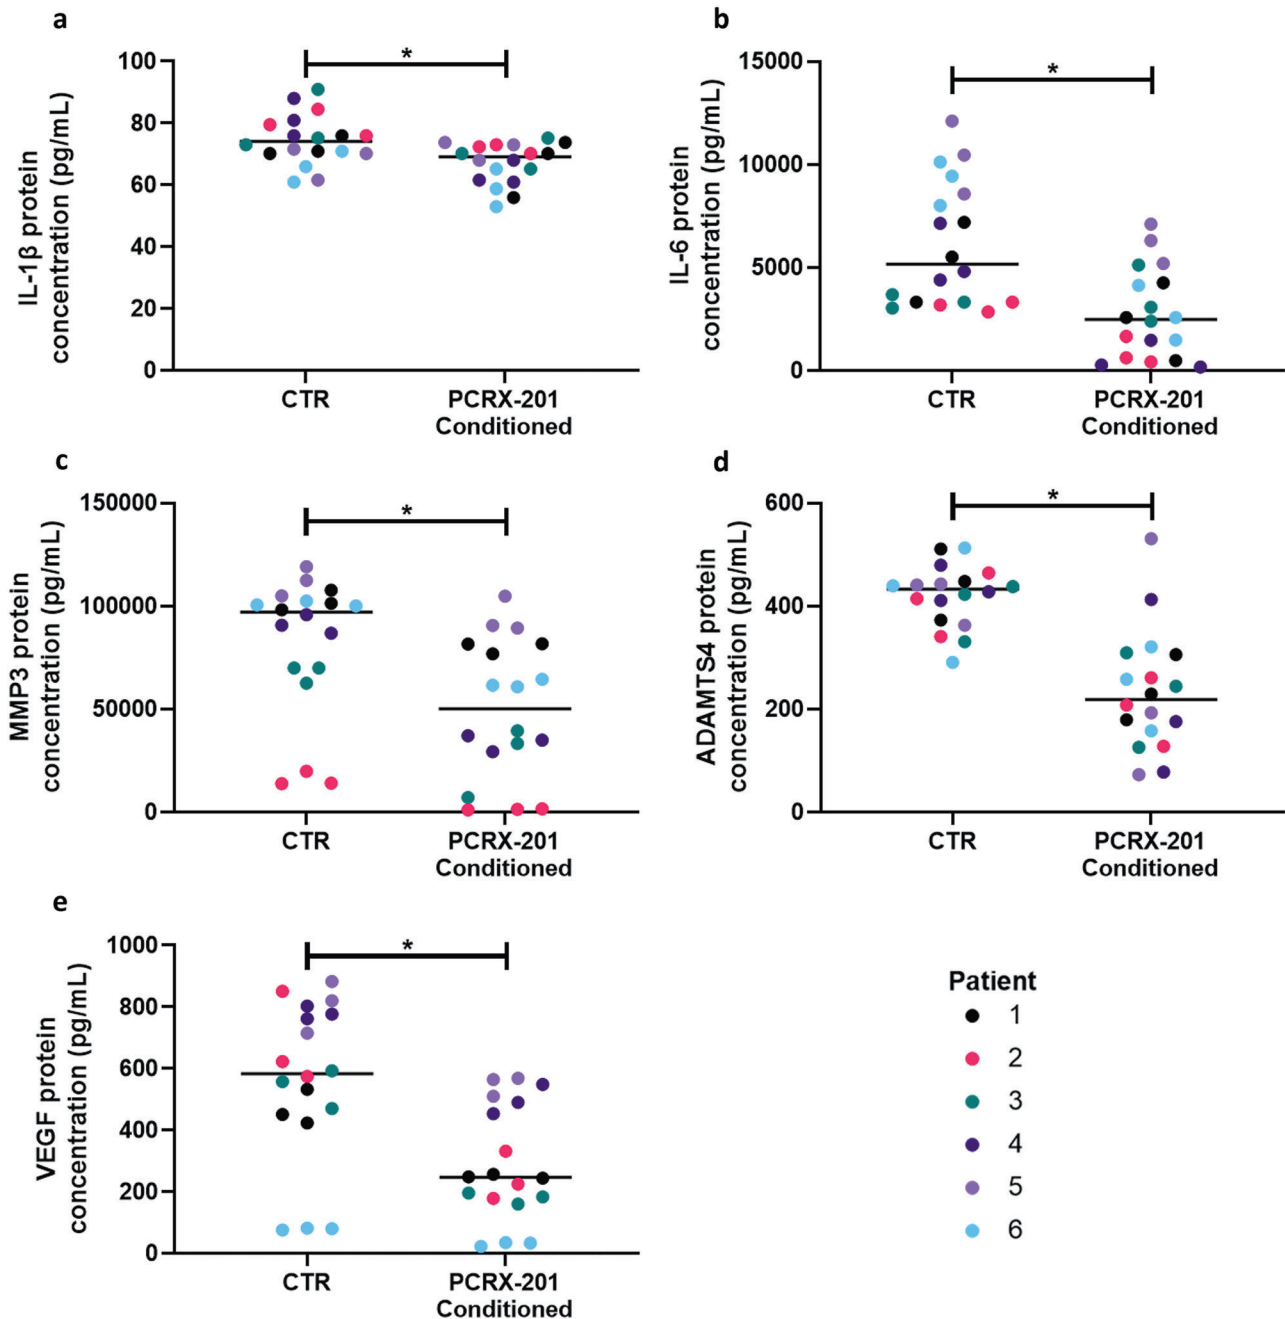 a
IL-1β protein
concentration (pg/mL)
100
80
60
40
20
0
*
CTR
PCRX-201
Conditioned
b
IL-6 protein
concentration (pg/mL)
15000
10000
5000
0
*
CTR
PCRX-201
Conditioned
c
MMP3 protein
concentration (pg/mL)
150000
100000
50000
0
*
CTR
PCRX-201
Conditioned
d
ADAMTS4 protein
concentration (pg/mL)
600
400
200
0
*
CTR
PCRX-201
Conditioned
e
VEGF protein
concentration (pg/mL)
1000
800
600
400
200
0
*
CTR
PCRX-201
Conditioned
Patient
1
2
3
4
5
6